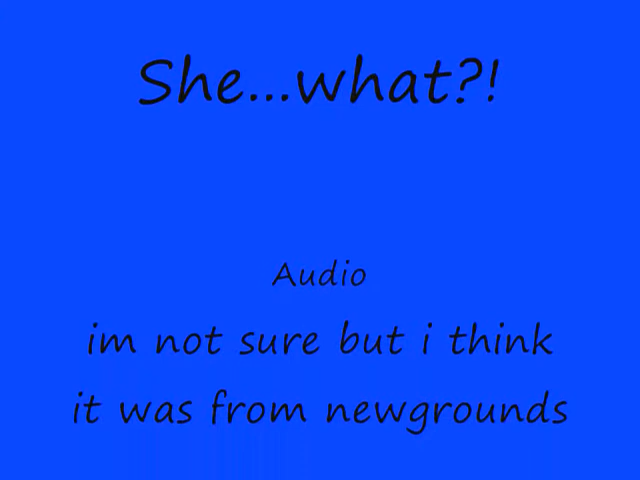 She...what?!
Audio
im not sure but i think
it was from newgrounds